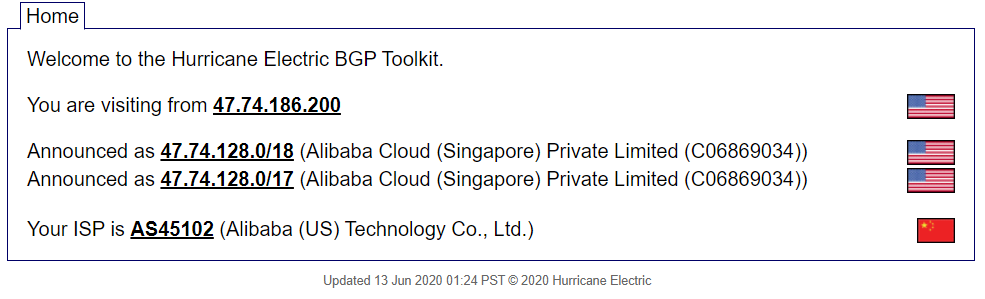 Home
Welcome to the Hurricane Electric BGP Toolkit.
You are visiting from 47.74.186.200
Announced as 47.74.128.0/18 (Alibaba Cloud (Singapore) Private Limited (C06869034))
Announced as 47.74.128.0/17 (Alibaba Cloud (Singapore) Private Limited (C06869034))
Your ISP is AS45102 (Alibaba (US) Technology Co., Ltd.)
Updated 13 Jun 2020 01:24 PST © 2020 Hurricane Electric